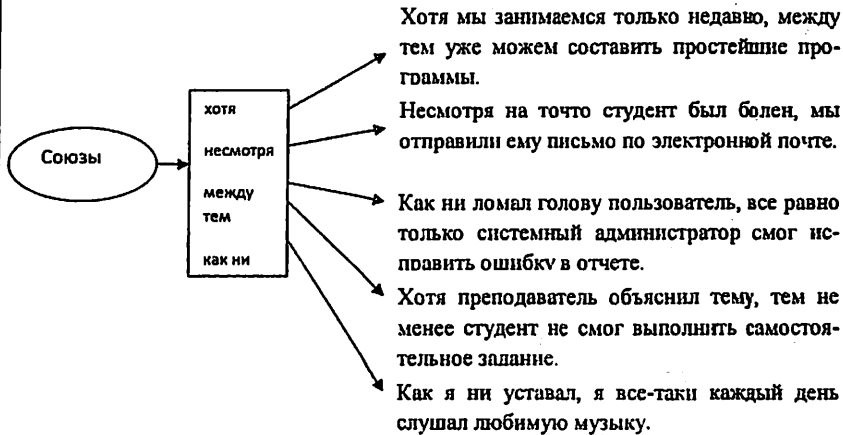 Союзы
хотя
несмотря
между
тем
как ни
Хотя мы занимаемся только недавно, между
тем уже можем составить простейшие про-
граммы.
Несмотря на точто студент был болен, мы
отправили ему письмо по электронной почте.
Как ни ломал голову пользователь, все равно
только системный администратор смог ис-
править ошибку в отчете.
Хотя преподаватель объяснил тему, тем не
менее студент не смог выполнить самостоя-
тельное задание.
Как я ни уставал, я все-таки каждый день
слушал любимую музыку.